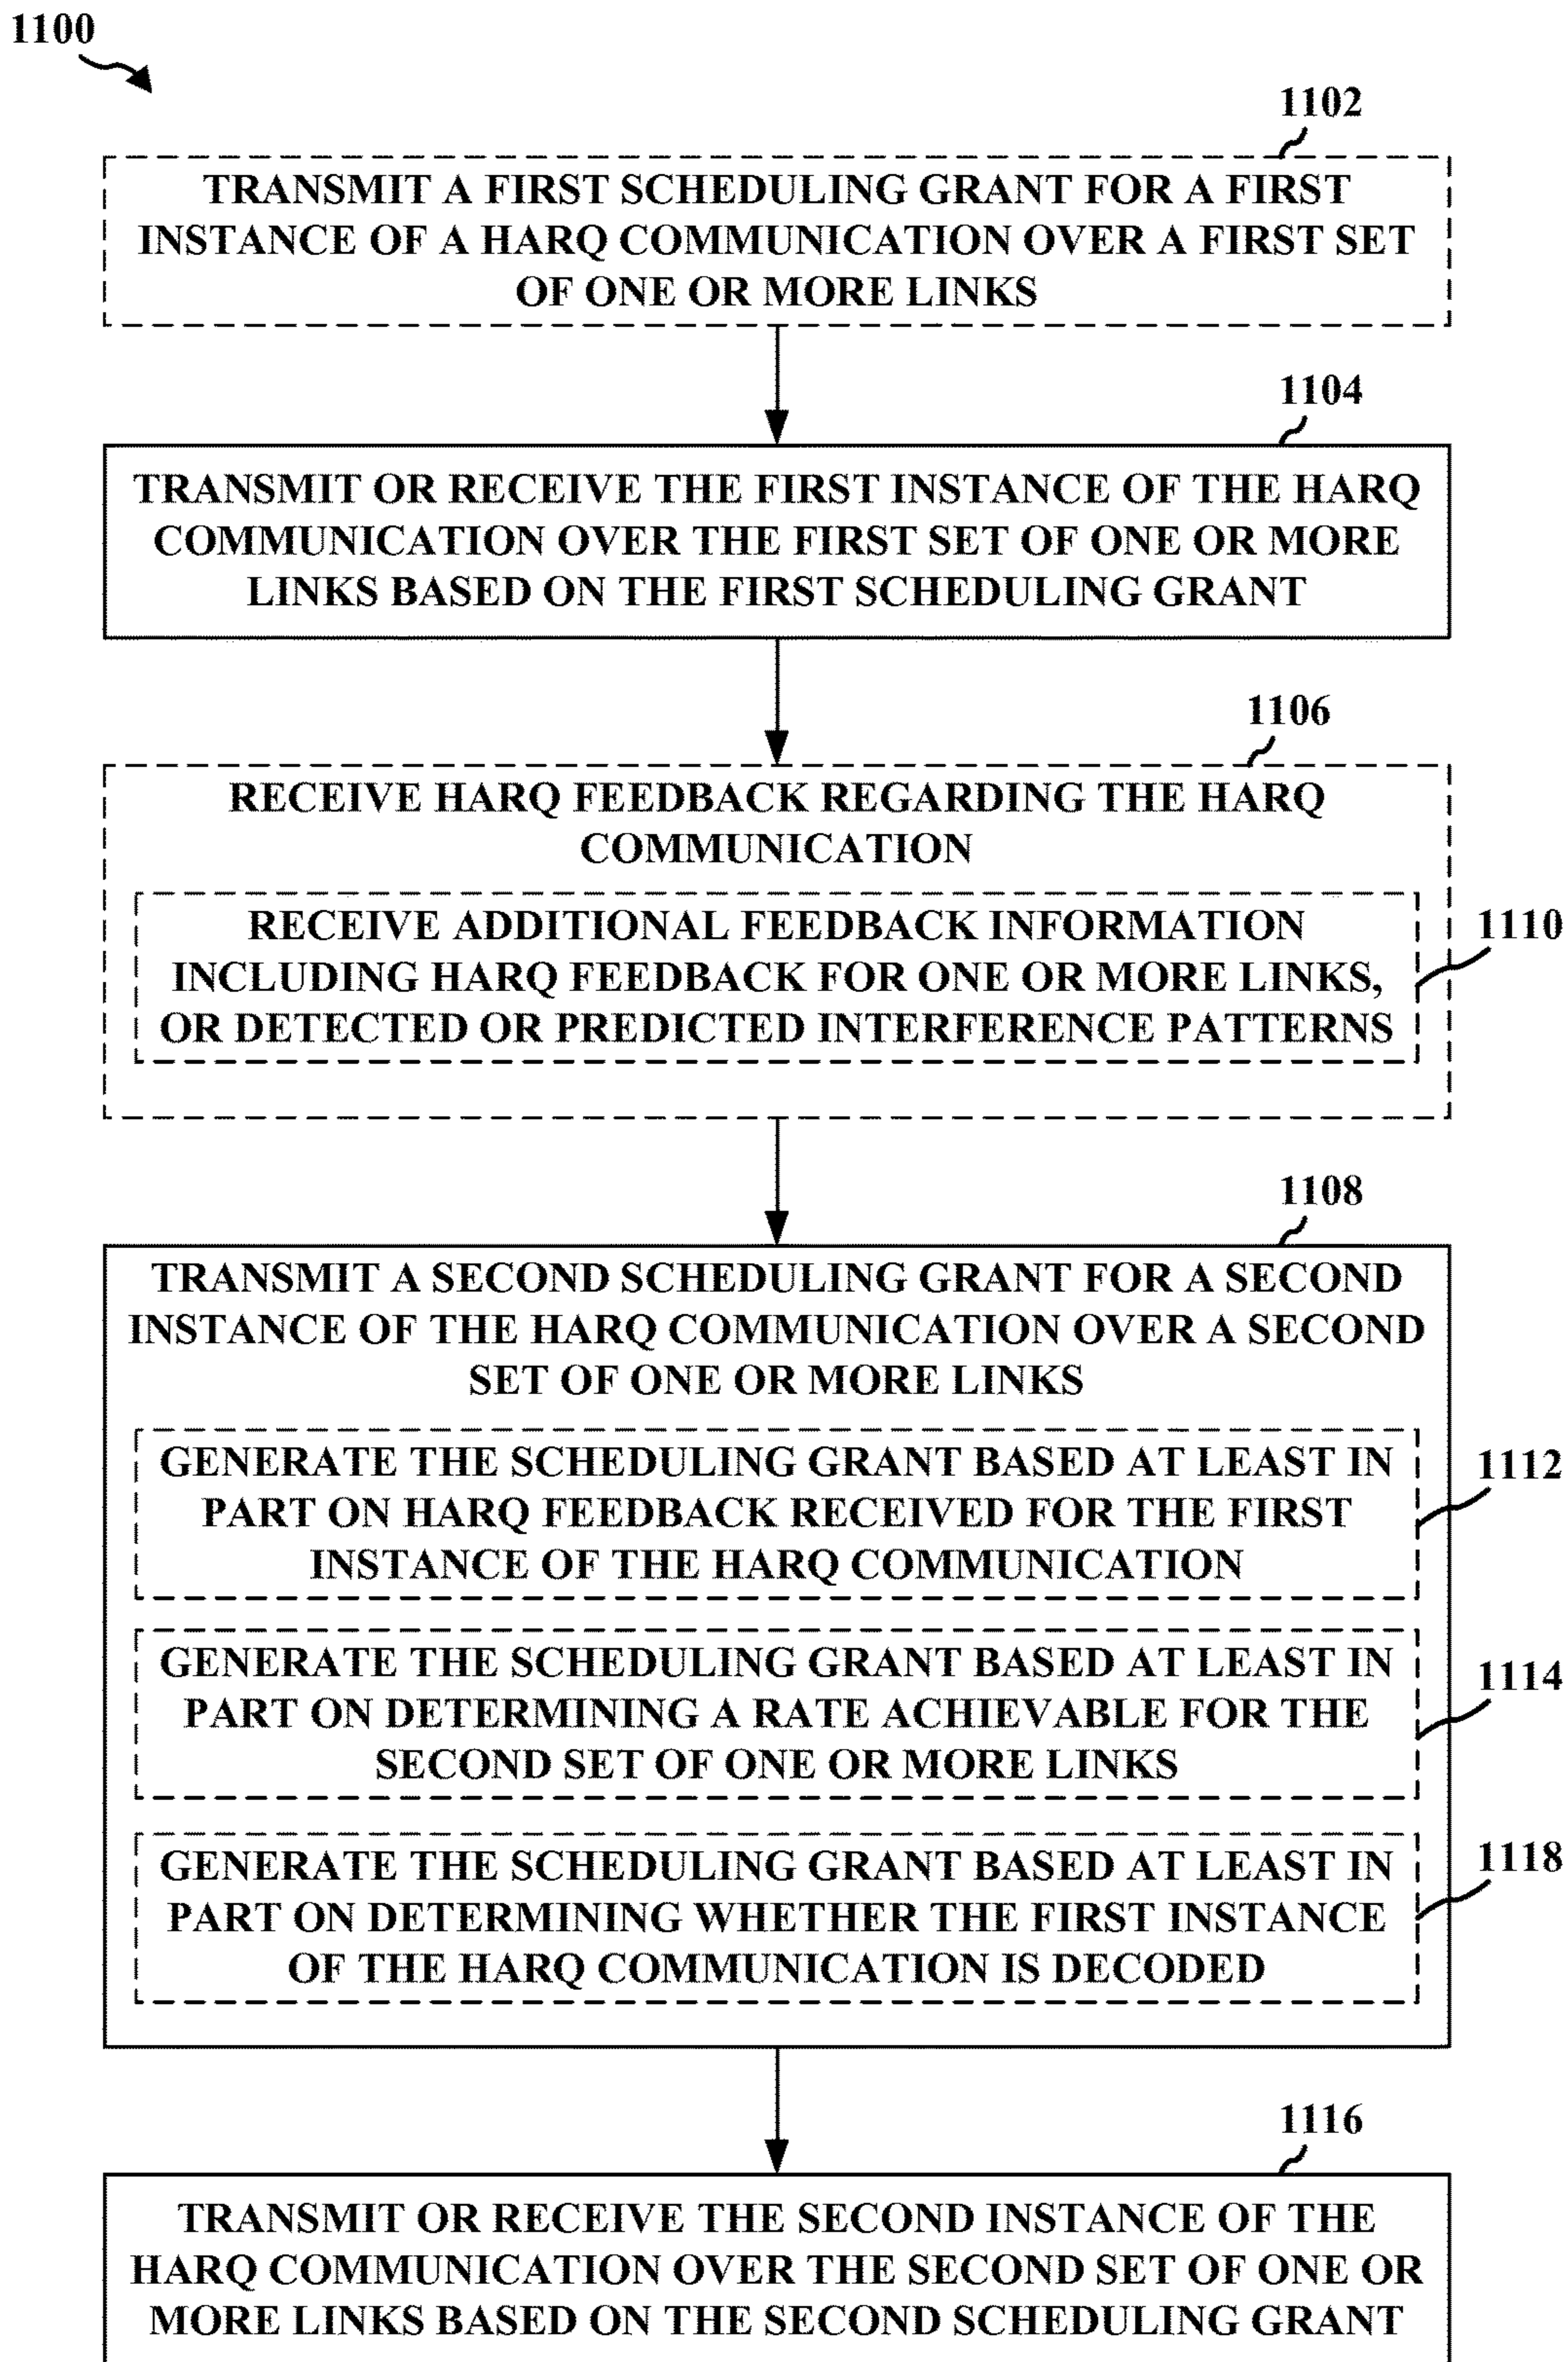 1100
1102
TRANSMIT A FIRST SCHEDULING GRANT FOR A FIRST
INSTANCE OF A HARQ COMMUNICATION OVER A FIRST SET
OF ONE OR MORE LINKS
1104
TRANSMIT OR RECEIVE THE FIRST INSTANCE OF THE HARQ
COMMUNICATION OVER THE FIRST SET OF ONE OR MORE
LINKS BASED ON THE FIRST SCHEDULING GRANT
1106
RECEIVE HARQ FEEDBACK REGARDING THE HARQ
COMMUNICATION
RECEIVE ADDITIONAL FEEDBACK INFORMATION
INCLUDING HARQ FEEDBACK FOR ONE OR MORE LINKS,
OR DETECTED OR PREDICTED INTERFERENCE PATTERNS
1110
1108
TRANSMIT A SECOND SCHEDULING GRANT FOR A SECOND
INSTANCE OF THE HARQ COMMUNICATION OVER A SECOND
SET OF ONE OR MORE LINKS
GENERATE THE SCHEDULING GRANT BASED AT LEAST IN
PART ON HARQ FEEDBACK RECEIVED FOR THE FIRST
INSTANCE OF THE HARQ COMMUNICATION
1112
GENERATE THE SCHEDULING GRANT BASED AT LEAST IN
PART ON DETERMINING A RATE ACHIEVABLE FOR THE
SECOND SET OF ONE OR MORE LINKS
1114
GENERATE THE SCHEDULING GRANT BASED AT LEAST IN
PART ON DETERMINING WHETHER THE FIRST INSTANCE
OF THE HARQ COMMUNICATION IS DECODED
1118
1116
TRANSMIT OR RECEIVE THE SECOND INSTANCE OF THE
HARQ COMMUNICATION OVER THE SECOND SET OF ONE OR
MORE LINKS BASED ON THE SECOND SCHEDULING GRANT